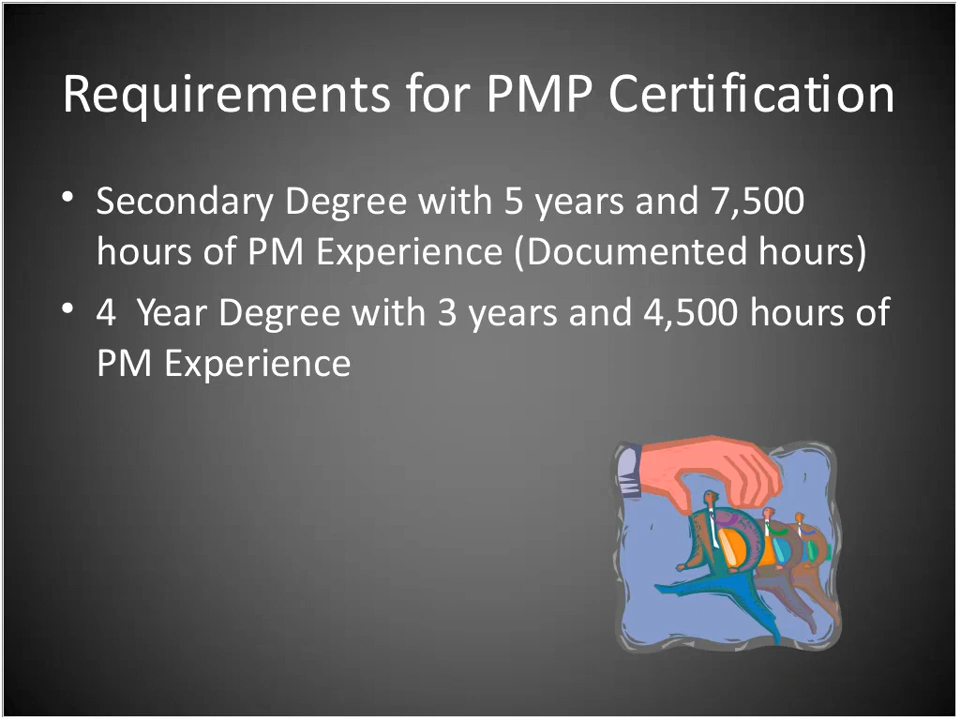 Requirements for PMP Certification
• Secondary Degree with 5 years and 7,500
hours of PM Experience (Documented hours)
• 4  Year Degree with 3 years and 4,500 hours of
PM Experience